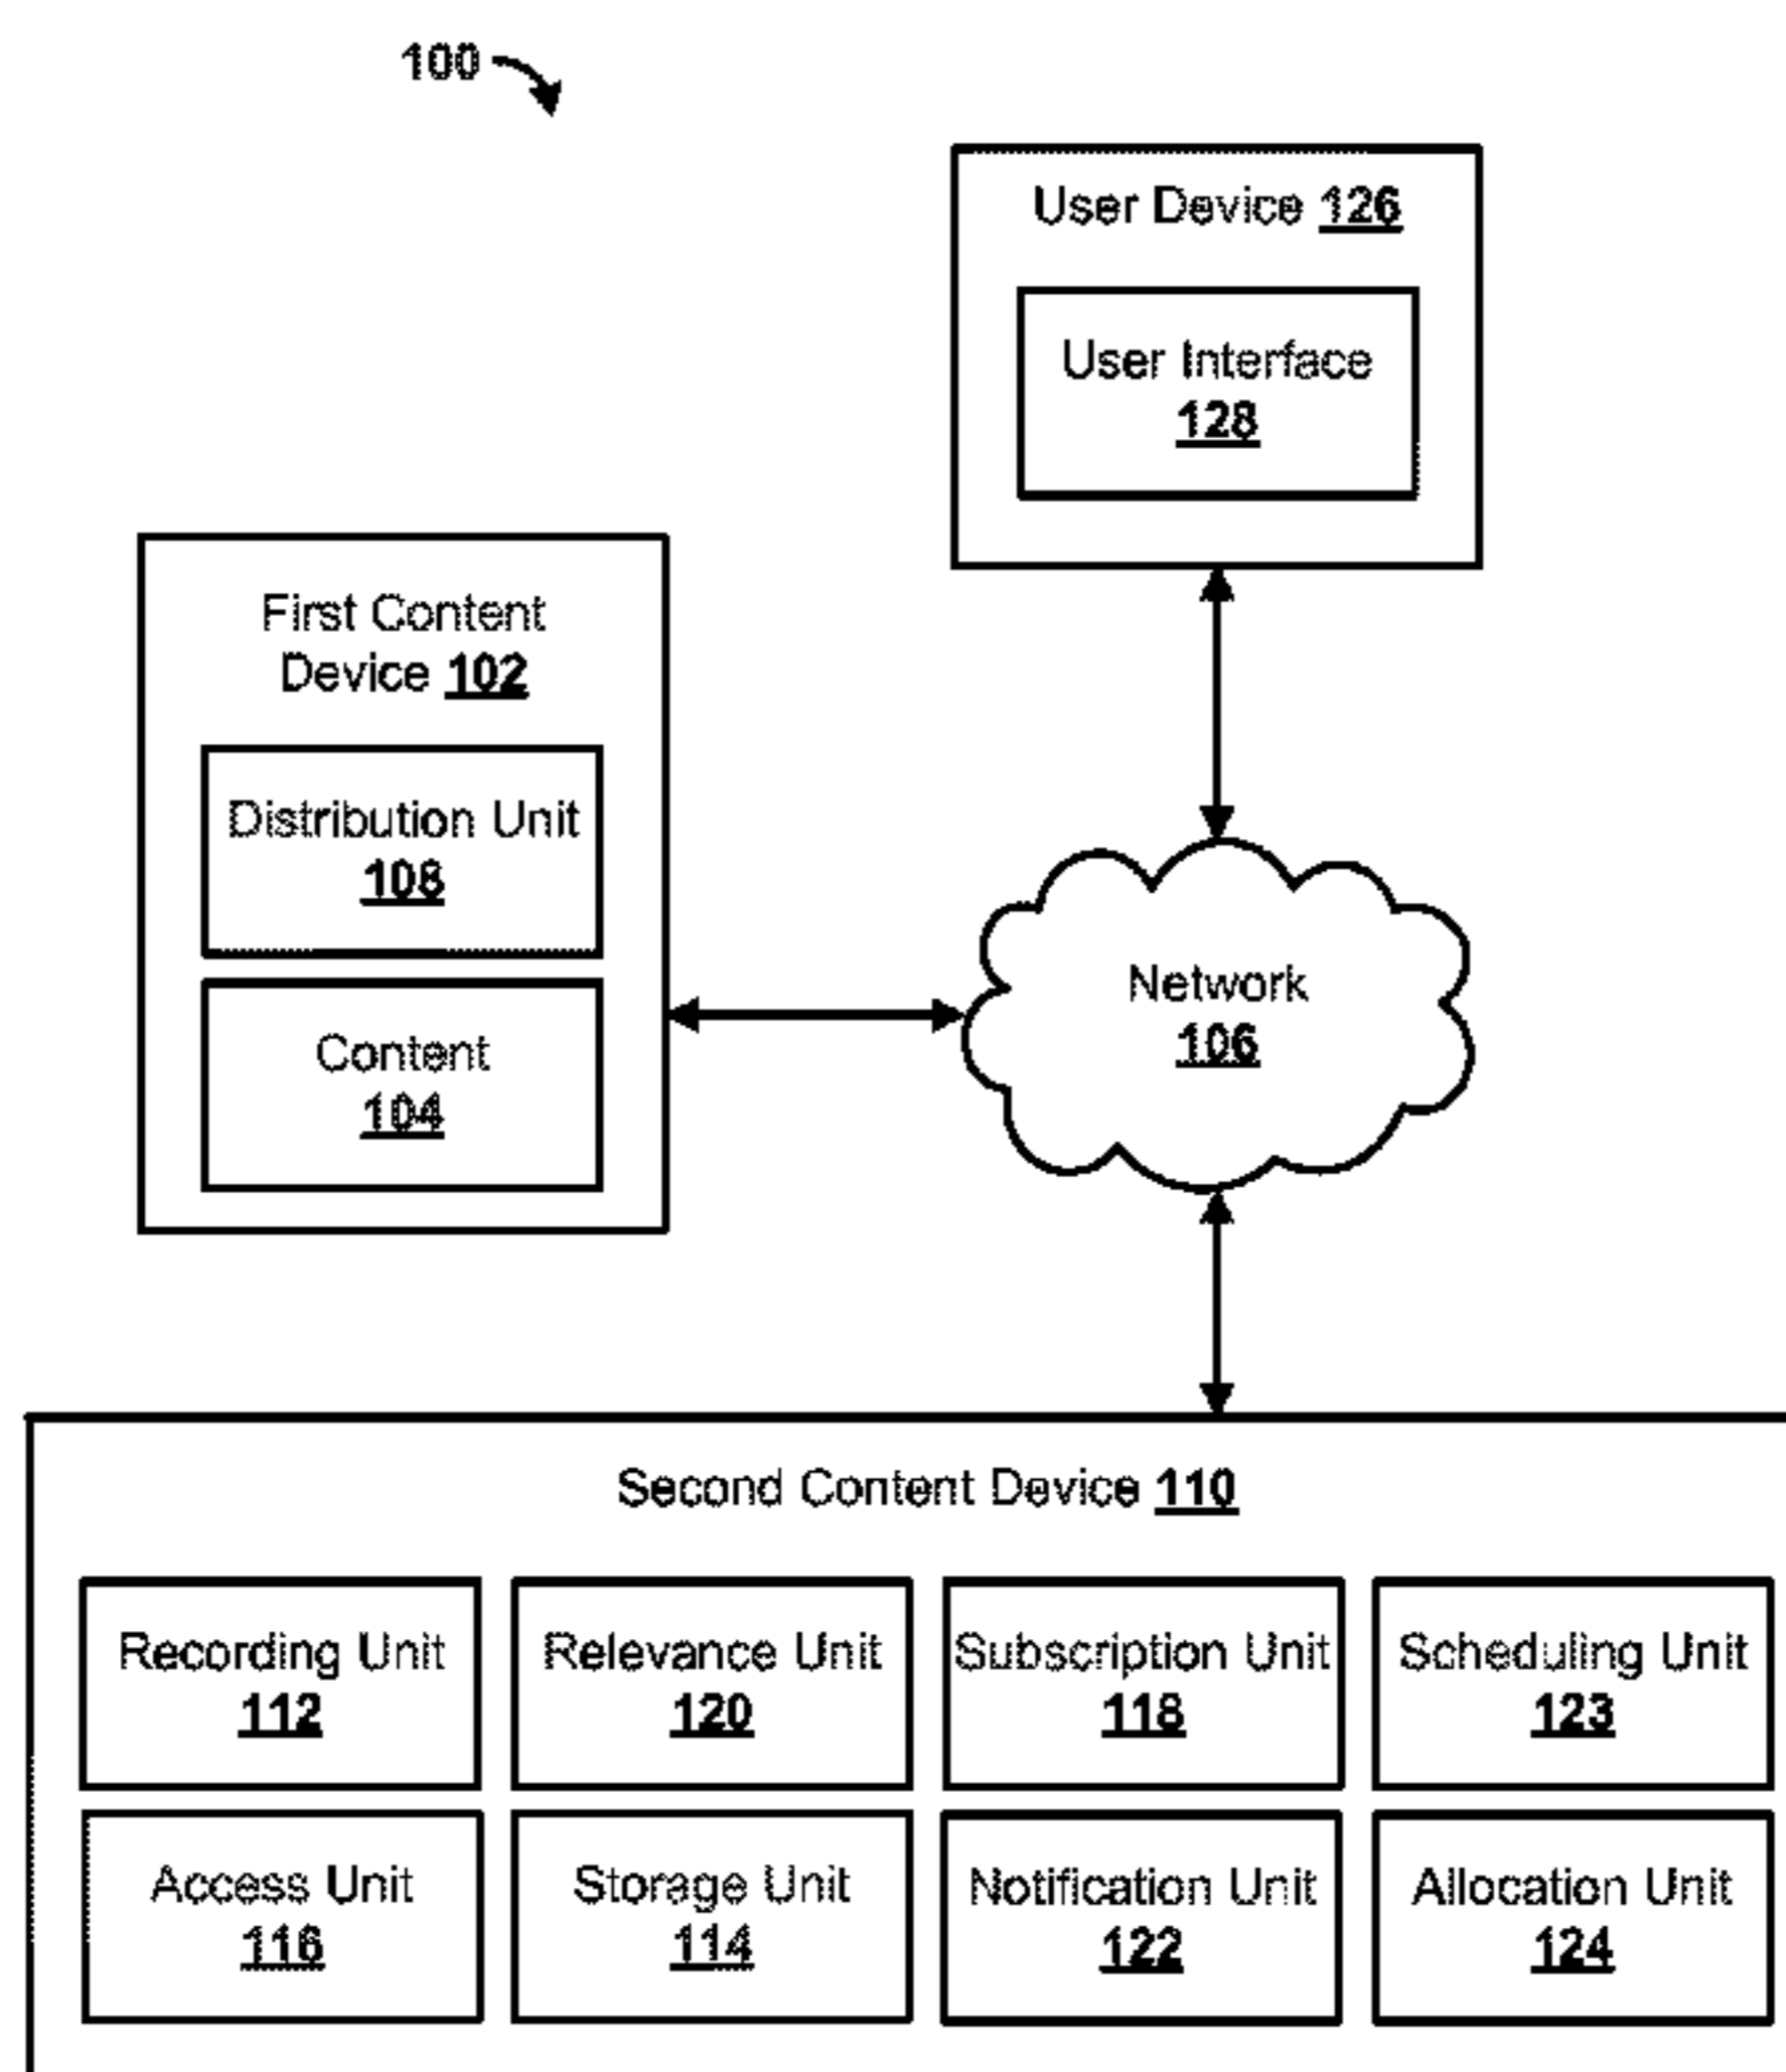 100
User Device 126
User Interface
128
First Content
Device 102
Distribution Unit
108
Content
104
Network
106
Second Content Device 110
Recording Unit
112
Relevance Unit
120
Subscription Unit
118
Scheduling Unit
123
Access Unit
116
Storage Unit
114
Notification Unit
122
Allocation Unit
124